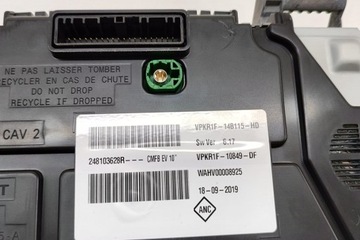 NE PAS LAISSER TOMBER
RECYCLER EN CAS DE CHUTE
DO NOT DROP
RECYCLE IF DROPPED
CAV 2
VPKR1F-14B115-HD
Sw Ver 6.17
248103628R--- CMFB EV 10"
VPKR1F-10849-DF
WAHV00008925
18-09-2019
ANC